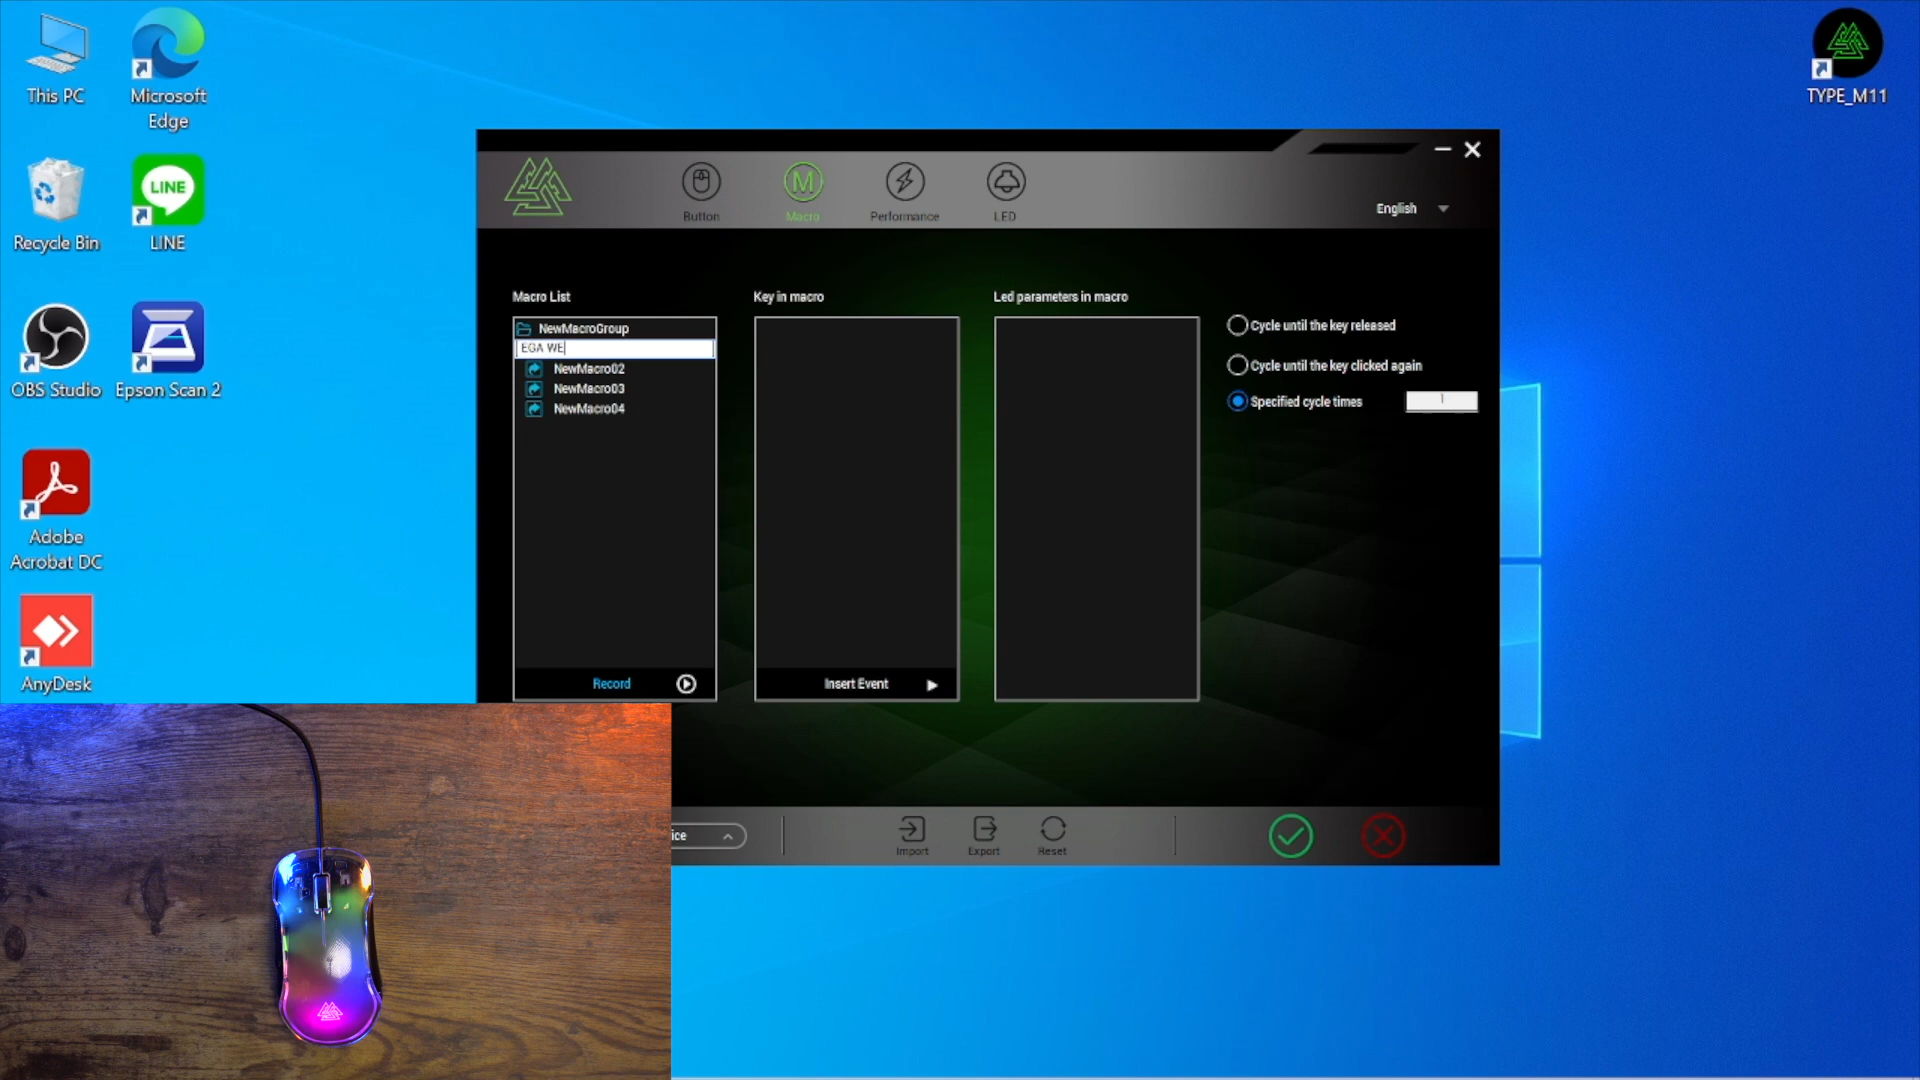 This PC
Microsoft
Edge
TYPE_M11
Recycle Bin
LINE
LINE
OBS Studio
Epson Scan 2
Adobe
Acrobat DC
AnyDesk
Button
M
Macro
Performance
LED
English
Macro List
Key in macro
Led parameters in macro
NewMacroGroup
EGA WE
NewMacro02
NewMacro03
NewMacro04
Cycle until the key released
Cycle until the key clicked again
Specified cycle times
Record
Insert Event
ice
Import
Export
Reset